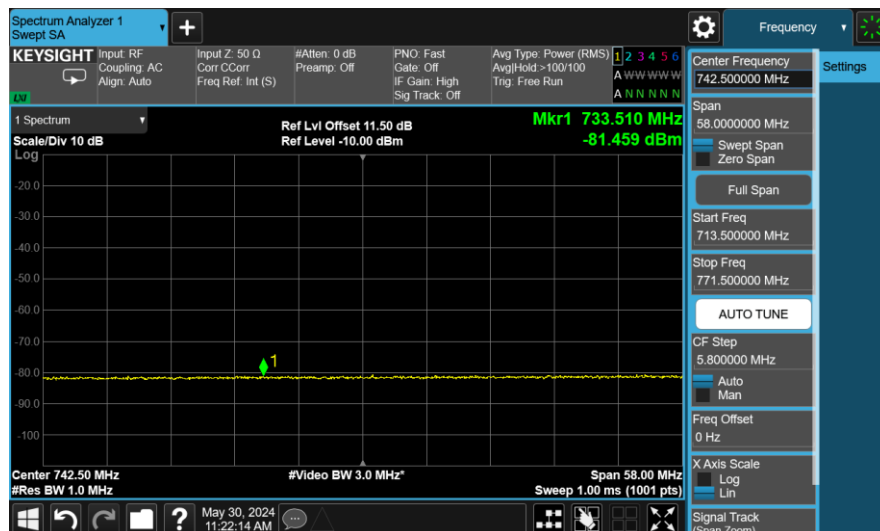 Spectrum Analyzer 1
Swept SA
Frequency
KEYSIGHT
Input: RF
Coupling: AC
Align: Auto
Input Z: 50 Ω
Corr CCorr
Freq Ref: Int (S)
#Atten: 0 dB
Preamp: Off
PNO: Fast
Gate: Off
IF Gain: High
Sig Track: Off
Avg Type: Power (RMS)
Avg|Hold:>100/100
Trig: Free Run
1 2 3 4 5 6
A W W W W W
A N N N N N
LXI
1 Spectrum
Scale/Div 10 dB
Ref Lvl Offset 11.50 dB
Ref Level -10.00 dBm
Mkr1 733.510 MHz
-81.459 dBm
Log
-20.0
-30.0
-40.0
-50.0
-60.0
-70.0
-80.0
-90.0
-100
1
Center 742.50 MHz
#Res BW 1.0 MHz
#Video BW 3.0 MHz*
Span 58.00 MHz
Sweep 1.00 ms (1001 pts)
May 30, 2024
11:22:14 AM
Center Frequency
742.500000 MHz
Settings
Span
58.0000000 MHz
Swept Span
Zero Span
Full Span
Start Freq
713.500000 MHz
Stop Freq
771.500000 MHz
AUTO TUNE
CF Step
5.800000 MHz
Auto
Man
Freq Offset
0 Hz
X Axis Scale
Log
Lin
Signal Track
(Span Zoom)